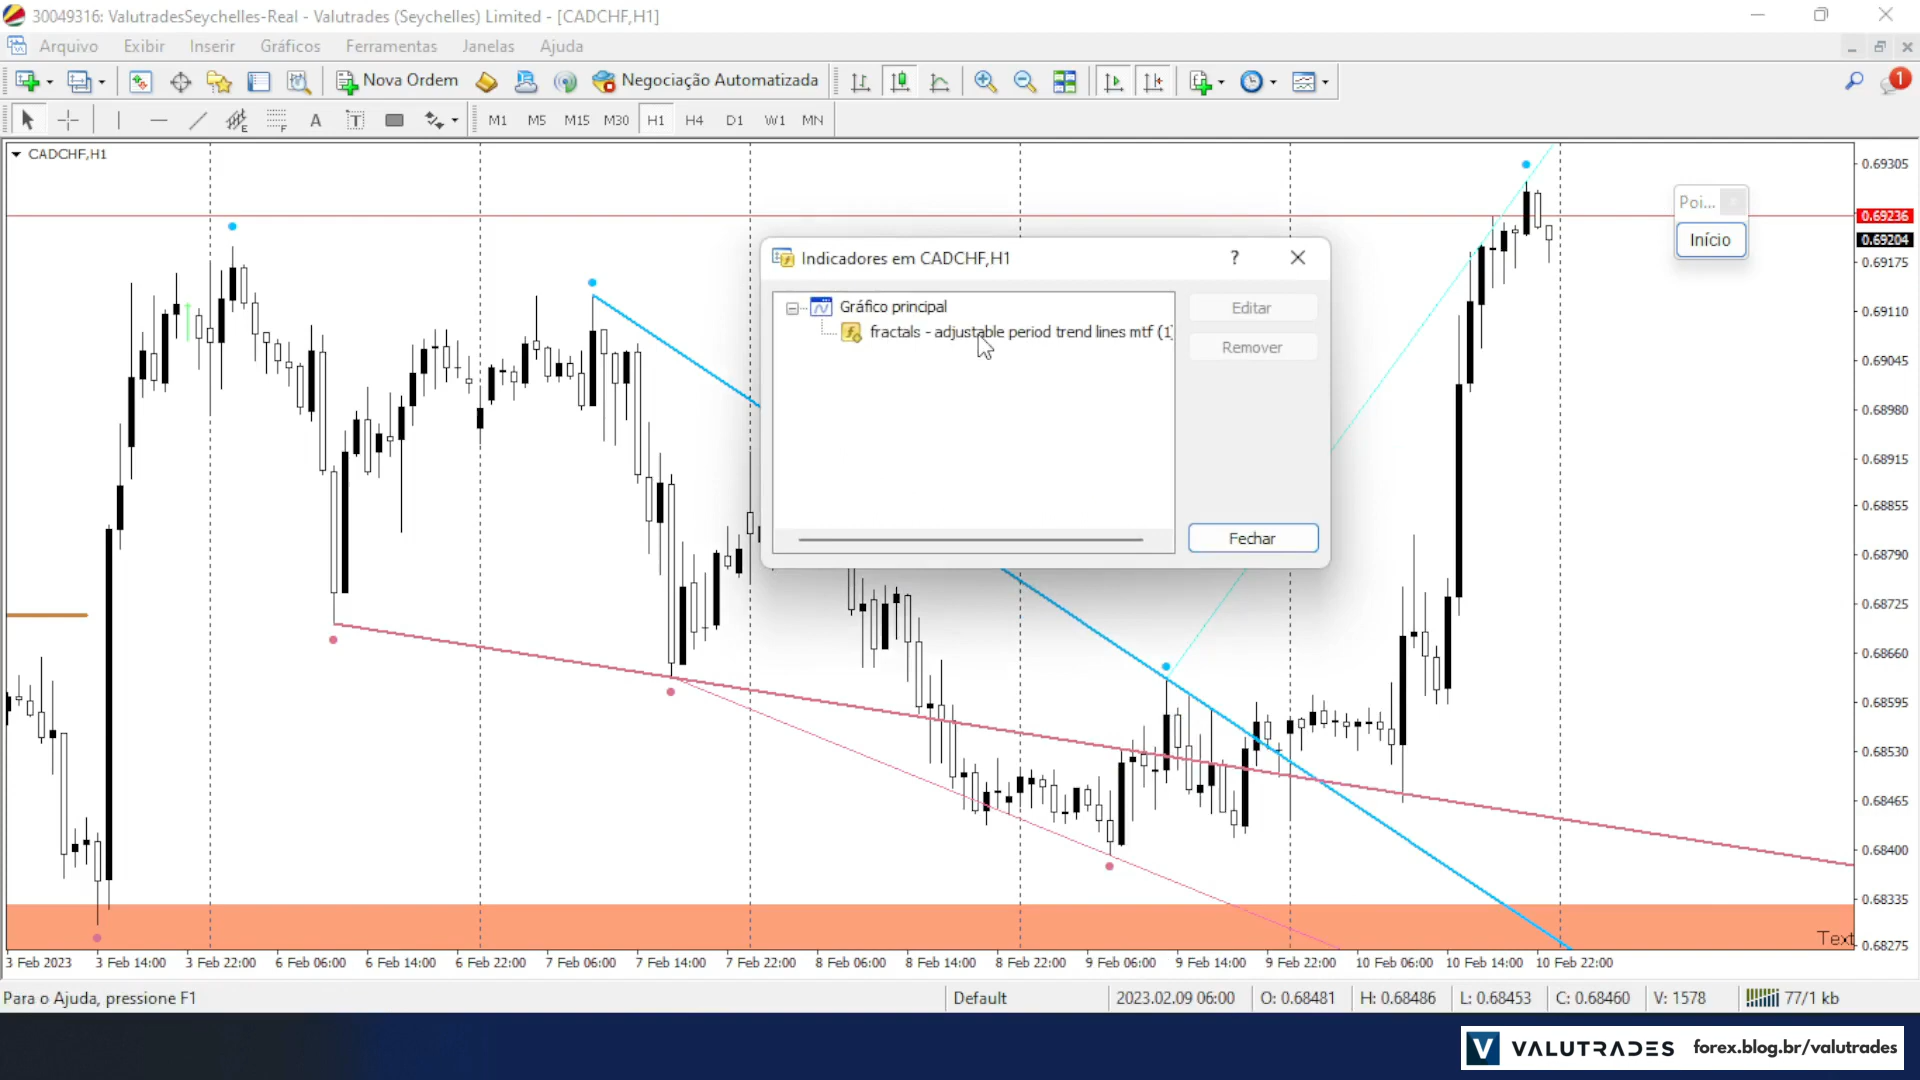 30049316: ValutradesSeychelles-Real - Valutrades (Seychelles) Limited - [CADCHF,H1]
Arquivo Exibir Inserir Gráficos Ferramentas Janelas Ajuda
Nova Ordem Negociação Automatizada 1
A T M1 M5 M15 M30 H1 H4 D1 W1 MN
CADCHF,H1
0.69305
Poi...
0.69236
Início
0.69204
Indicadores em CADCHF,H1 ?
0.69175
Gráfico principal
Editar
0.69110
fractals - adjustable period trend lines mtf (1)
Remover
0.69045
0.68980
0.68915
0.68855
Fechar
0.68790
0.68725
0.68660
0.68595
0.68530
0.68465
0.68400
0.68335
Text
0.68275
3 Feb 2023 3 Feb 14:00 3 Feb 22:00 6 Feb 06:00 6 Feb 14:00 6 Feb 22:00 7 Feb 06:00 7 Feb 14:00 7 Feb 22:00 8 Feb 06:00 8 Feb 14:00 8 Feb 22:00 9 Feb 06:00 9 Feb 14:00 9 Feb 22:00 10 Feb 06:00 10 Feb 14:00 10 Feb 22:00
Para o Ajuda, pressione F1 Default 2023.02.09 06:00 O: 0.68481 H: 0.68486 L: 0.68453 C: 0.68460 V: 1578 77/1 kb
V VALUTRADES forex.blog.br/valutrades